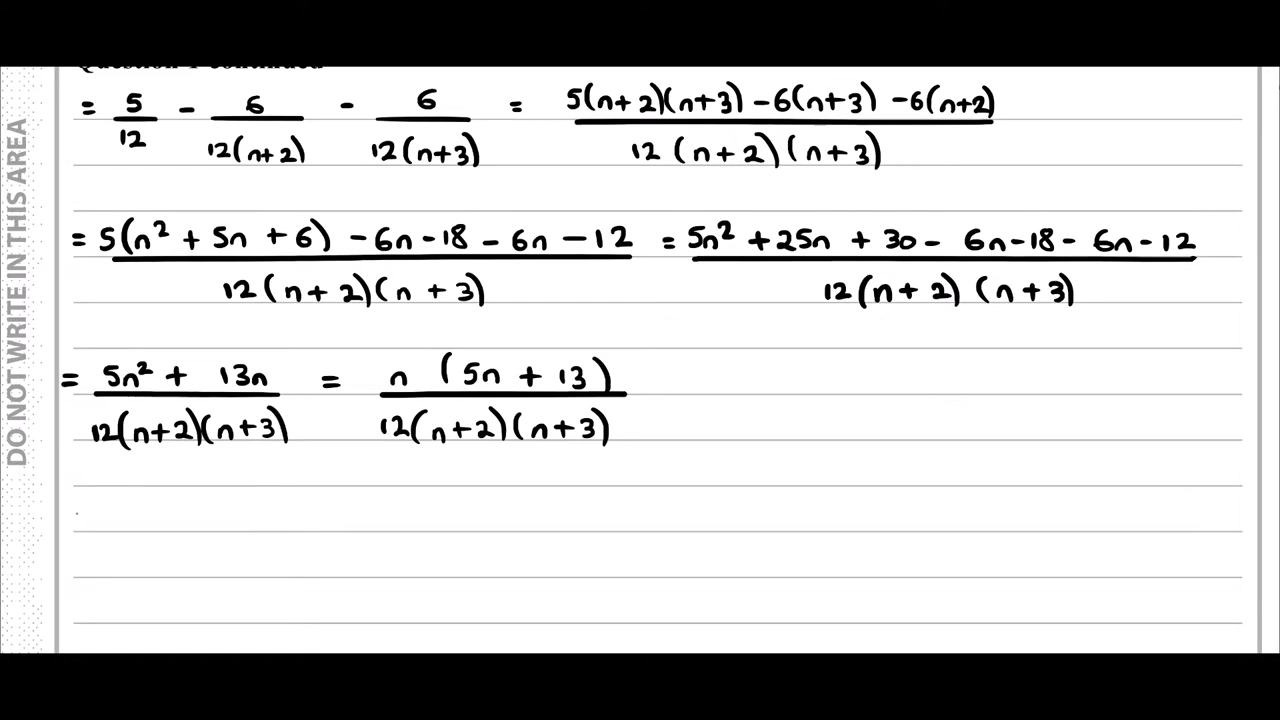 DO NOT WRITE IN THIS AREA
= 5/12 - 6/12(n+2) - 6/12(n+3) = 5(n+2)(n+3) - 6(n+3) - 6(n+2)/12(n+2)(n+3)
= 5(n² + 5n + 6) - 6n - 18 - 6n - 12/12(n+2)(n+3) = 5n² + 25n + 30 - 6n - 18 - 6n - 12/12(n+2)(n+3)
= 5n² + 13n/12(n+2)(n+3) = n(5n + 13)/12(n+2)(n+3)